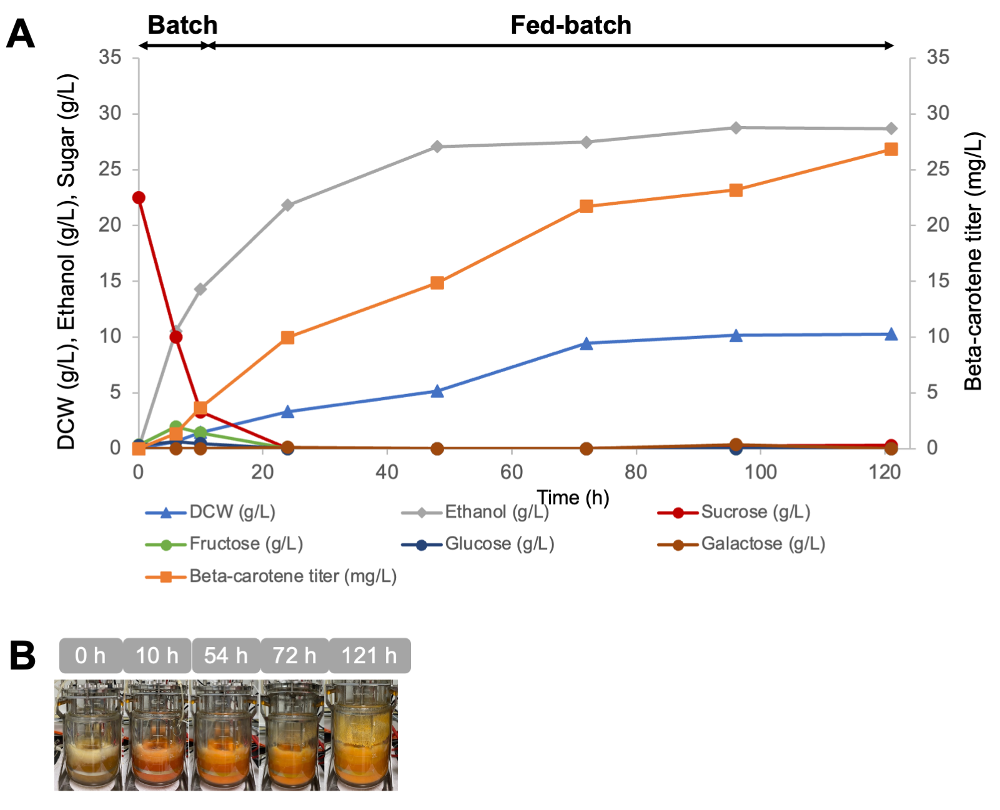 A
Batch
Fed-batch
DCW (g/L), Ethanol (g/L), Sugar (g/L)
35
30
25
20
15
10
5
0
35
30
25
20
15
10
5
0
Beta-carotene titer (mg/L)
0 20 40 60 80 100 120
Time (h)
DCW (g/L) Ethanol (g/L) Sucrose (g/L)
Fructose (g/L) Glucose (g/L) Galactose (g/L)
Beta-carotene titer (mg/L)
B
0 h 10 h 54 h 72 h 121 h